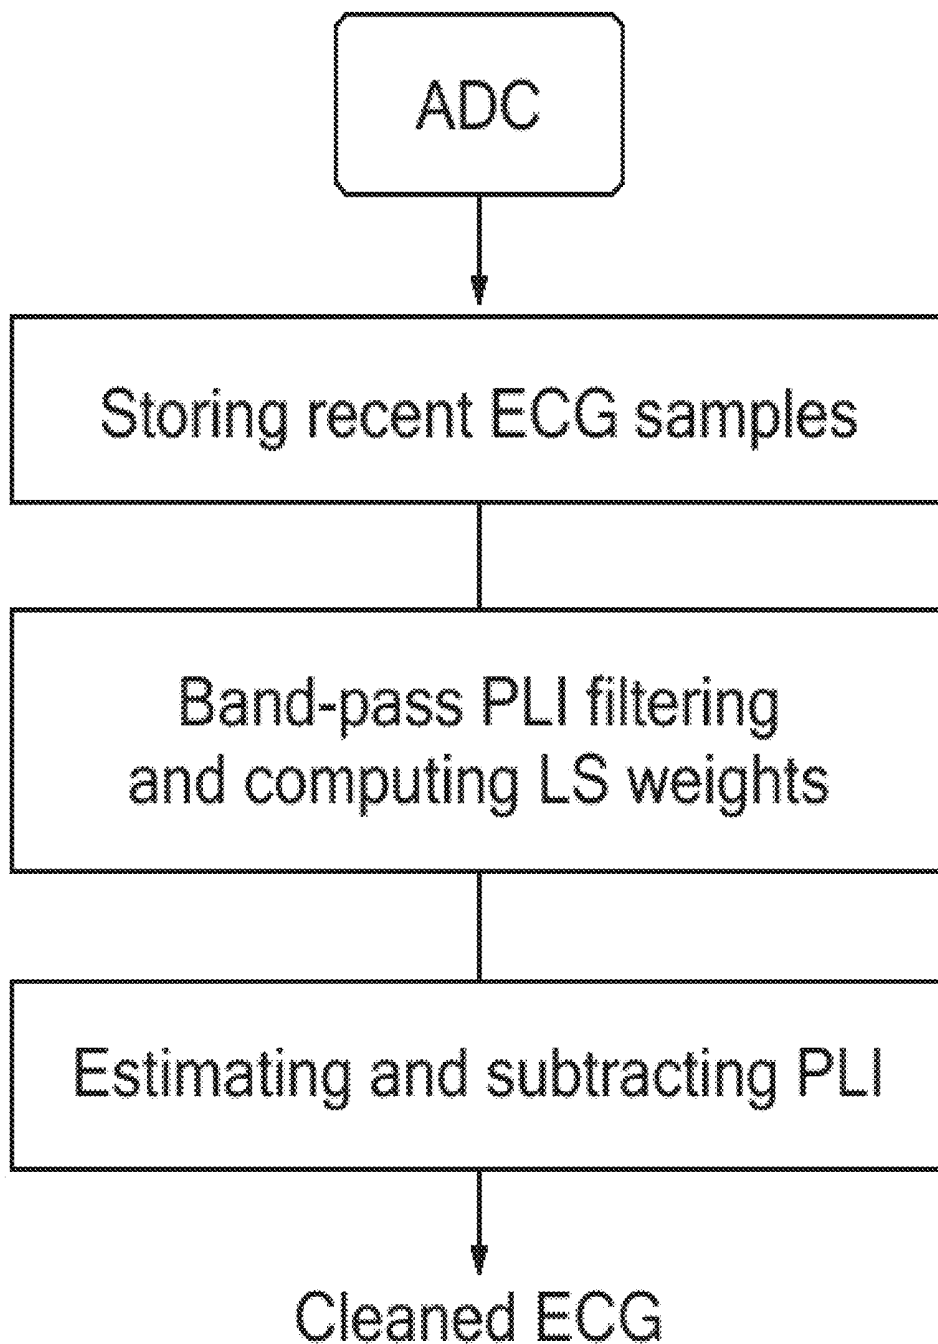 ADC
Storing recent ECG samples
Band-pass PLI filtering
and computing LS weights
Estimating and subtracting PLI
Cleaned ECG